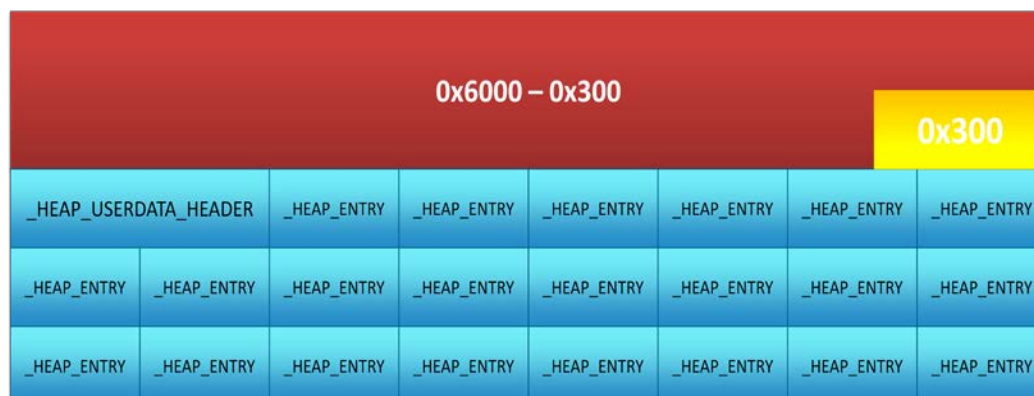 0x6000 – 0x300
0x300
_HEAP_USERDATA_HEADER _HEAP_ENTRY _HEAP_ENTRY _HEAP_ENTRY _HEAP_ENTRY _HEAP_ENTRY _HEAP_ENTRY
_HEAP_ENTRY _HEAP_ENTRY _HEAP_ENTRY _HEAP_ENTRY _HEAP_ENTRY _HEAP_ENTRY _HEAP_ENTRY _HEAP_ENTRY
_HEAP_ENTRY _HEAP_ENTRY _HEAP_ENTRY _HEAP_ENTRY _HEAP_ENTRY _HEAP_ENTRY _HEAP_ENTRY _HEAP_ENTRY